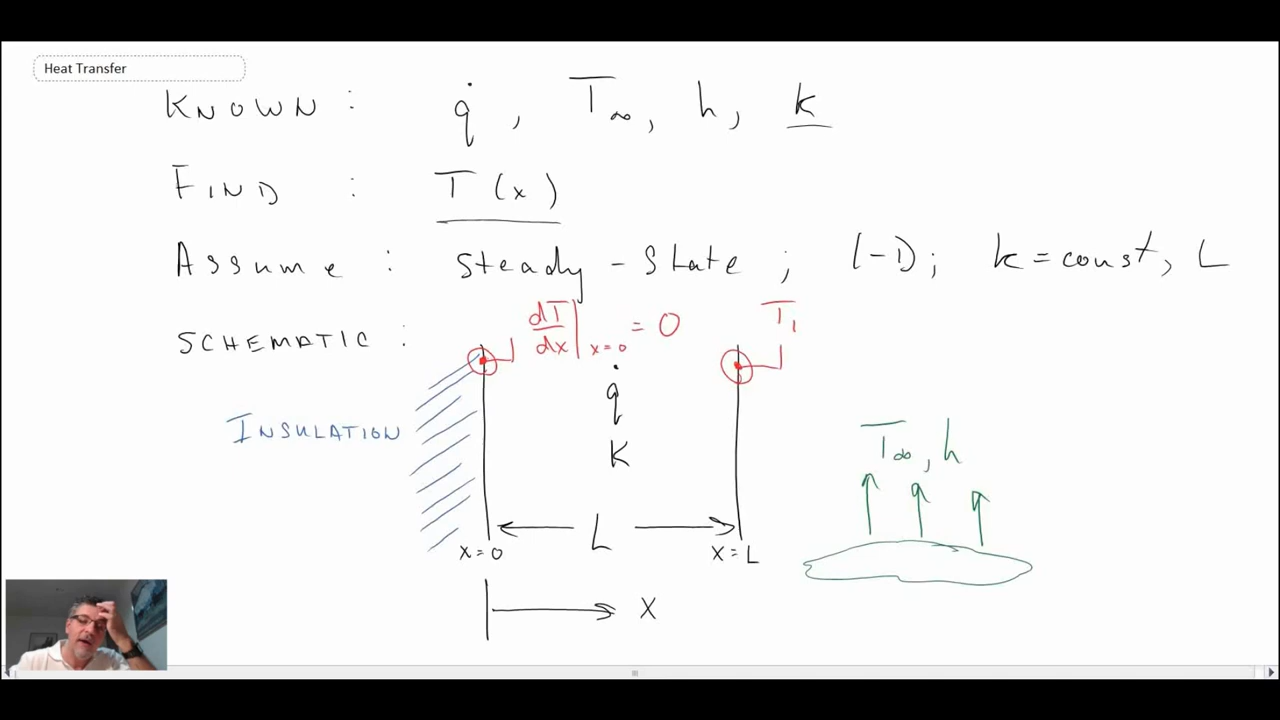 Heat Transfer
KNOWN : q̇ , T∞, h, k
FIND : T(x)
Assume : Steady-State ; 1-D ; k=const, L
SCHEMATIC :
dT/dx|x=0 = 0
T1
q̇
k
INSULATION
T∞, h
L
x=0
x=L
x